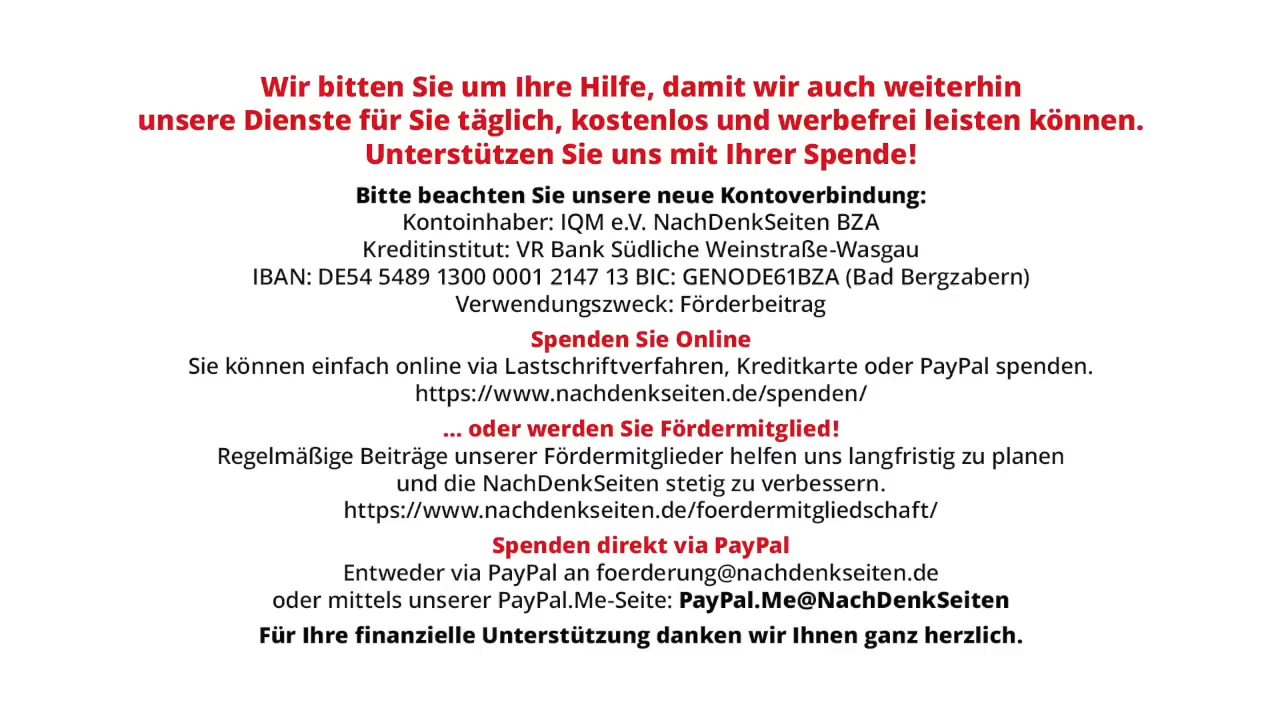 Wir bitten Sie um Ihre Hilfe, damit wir auch weiterhin
unsere Dienste für Sie täglich, kostenlos und werbefrei leisten können.
Unterstützen Sie uns mit Ihrer Spende!
Bitte beachten Sie unsere neue Kontoverbindung:
Kontoinhaber: IQM e.V. NachDenkSeiten BZA
Kreditinstitut: VR Bank Südliche Weinstraße-Wasgau
IBAN: DE54 5489 1300 0001 2147 13 BIC: GENODE61BZA (Bad Bergzabern)
Verwendungszweck: Förderbeitrag
Spenden Sie Online
Sie können einfach online via Lastschriftverfahren, Kreditkarte oder PayPal spenden.
https://www.nachdenkseiten.de/spenden/
... oder werden Sie Fördermitglied!
Regelmäßige Beiträge unserer Fördermitglieder helfen uns langfristig zu planen
und die NachDenkSeiten stetig zu verbessern.
https://www.nachdenkseiten.de/foerdermitgliedschaft/
Spenden direkt via PayPal
Entweder via PayPal an foerderung@nachdenkseiten.de
oder mittels unserer PayPal.Me-Seite: PayPal.Me@NachDenkSeiten
Für Ihre finanzielle Unterstützung danken wir Ihnen ganz herzlich.